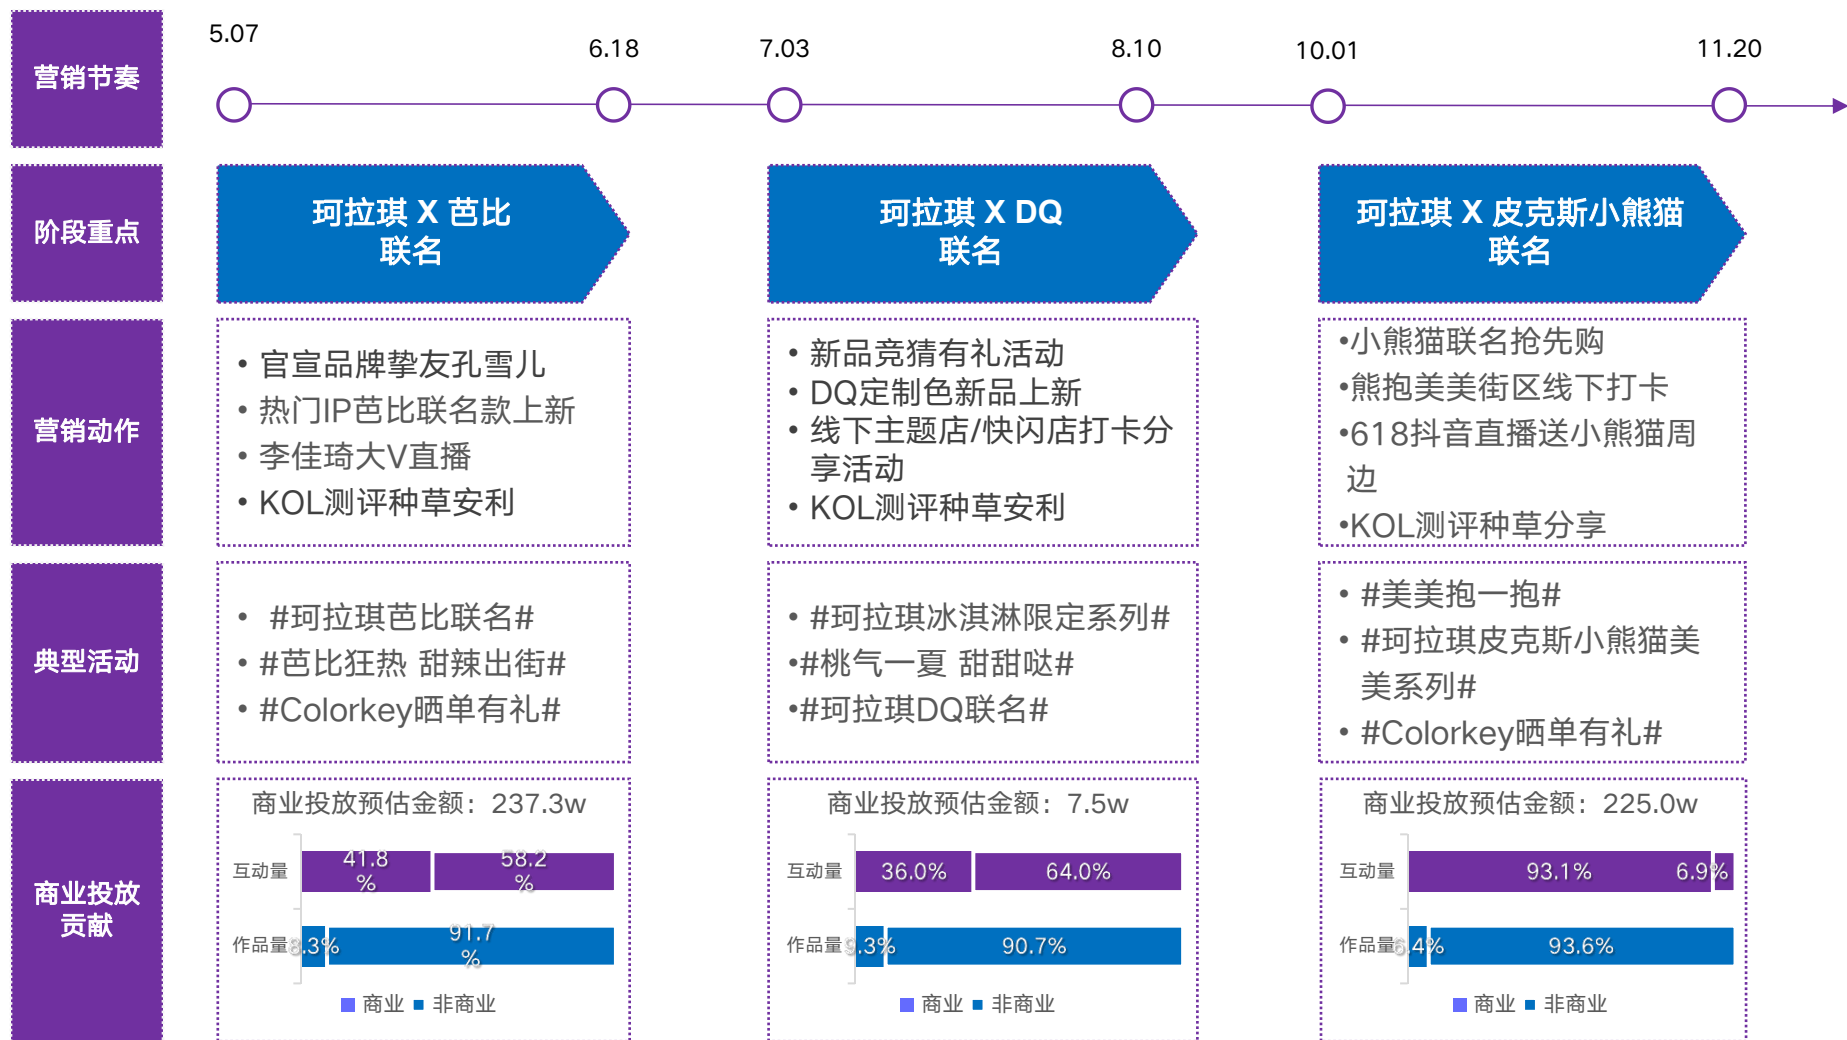 营销节奏
5.07
6.18
7.03
8.10
10.01
11.20
阶段重点
珂拉琪 X 芭比
联名
珂拉琪 X DQ
联名
珂拉琪 X 皮克斯小熊猫
联名
营销动作
• 官宣品牌挚友孔雪儿
• 热门IP芭比联名款上新
• 李佳琦大V直播
• KOL测评种草安利
• 新品竞猜有礼活动
• DQ定制色新品上新
• 线下主题店/快闪店打卡分
享活动
• KOL测评种草安利
•小熊猫联名抢先购
•熊抱美美街区线下打卡
•618抖音直播送小熊猫周
边
•KOL测评种草分享
典型活动
• #珂拉琪芭比联名#
• #芭比狂热 甜辣出街#
• #Colorkey晒单有礼#
• #珂拉琪冰淇淋限定系列#
•#桃气一夏 甜甜哒#
•#珂拉琪DQ联名#
• #美美抱一抱#
• #珂拉琪皮克斯小熊猫美
美系列#
• #Colorkey晒单有礼#
商业投放
贡献
商业投放预估金额：237.3w
互动量
41.8
%
58.2
%
作品量
8.3%
91.7
%
商业
非商业
商业投放预估金额：7.5w
互动量
36.0%
64.0%
作品量
9.3%
90.7%
商业
非商业
商业投放预估金额：225.0w
互动量
93.1%
6.9%
作品量
6.4%
93.6%
商业
非商业